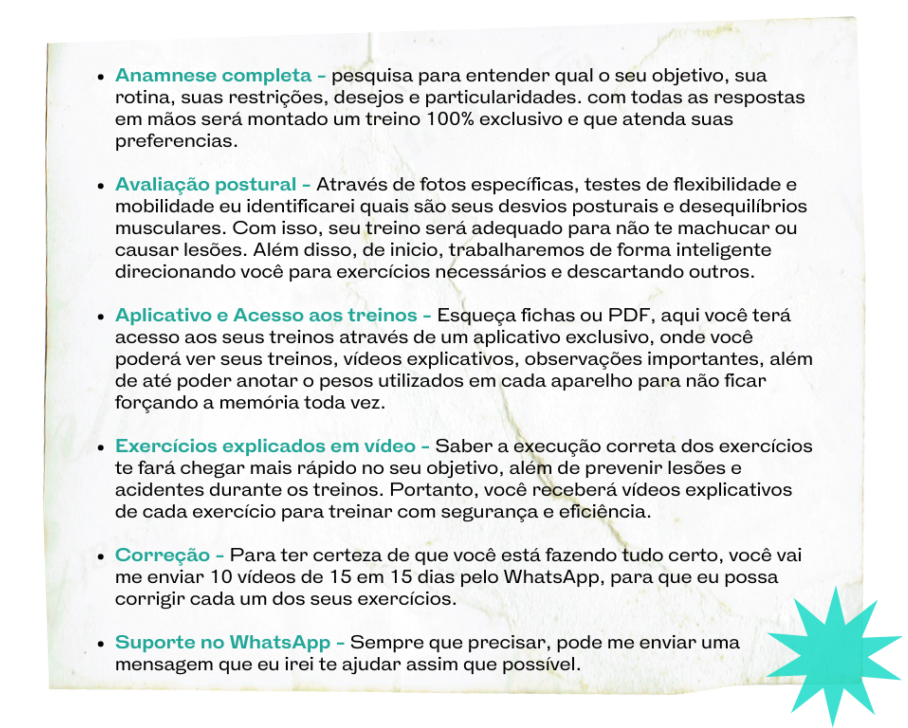 • Anamnese completa - pesquisa para entender qual o seu objetivo, sua
rotina, suas restrições, desejos e particularidades. com todas as respostas
em mãos será montado um treino 100% exclusivo e que atenda suas
preferencias.
• Avaliação postural - Através de fotos específicas, testes de flexibilidade e
mobilidade eu identificarei quais são seus desvios posturais e desequilíbrios
musculares. Com isso, seu treino será adequado para não te machucar ou
causar lesões. Além disso, de inicio, trabalharemos de forma inteligente
direcionando você para exercícios necessários e descartando outros.
• Aplicativo e Acesso aos treinos - Esqueça fichas ou PDF, aqui você terá
acesso aos seus treinos através de um aplicativo exclusivo, onde você
poderá ver seus treinos, vídeos explicativos, observações importantes, além
de até poder anotar o pesos utilizados em cada aparelho para não ficar
forçando a memória toda vez.
• Exercícios explicados em vídeo - Saber a execução correta dos exercícios
te fará chegar mais rápido no seu objetivo, além de prevenir lesões e
acidentes durante os treinos. Portanto, você receberá vídeos explicativos
de cada exercício para treinar com segurança e eficiência.
• Correção - Para ter certeza de que você está fazendo tudo certo, você vai
me enviar 10 vídeos de 15 em 15 dias pelo WhatsApp, para que eu possa
corrigir cada um dos seus exercícios.
• Suporte no WhatsApp - Sempre que precisar, pode me enviar uma
mensagem que eu irei te ajudar assim que possível.